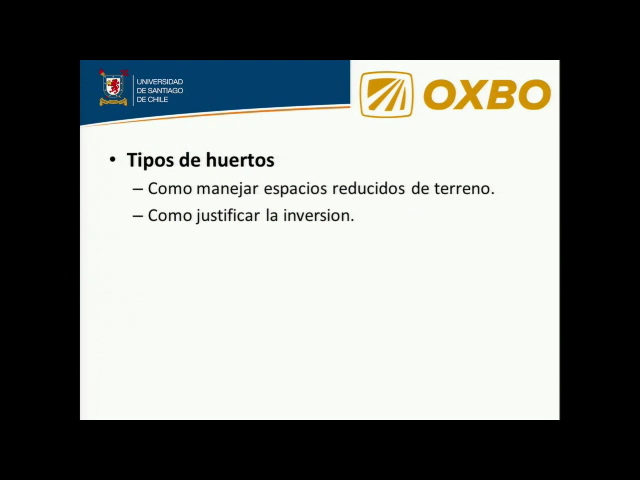 UNIVERSIDAD
DE SANTIAGO
DE CHILE
OXBO
• Tipos de huertos
– Como manejar espacios reducidos de terreno.
– Como justificar la inversion.